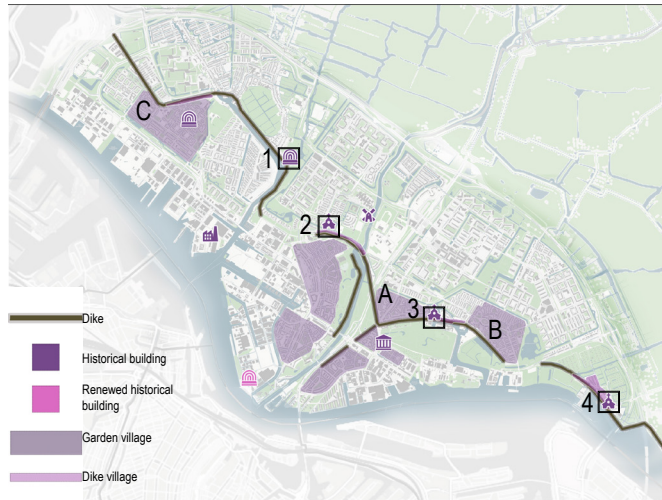 C
1
2
A
3
B
4
Dike
Historical building
Renewed historical
building
Garden village
Dike village